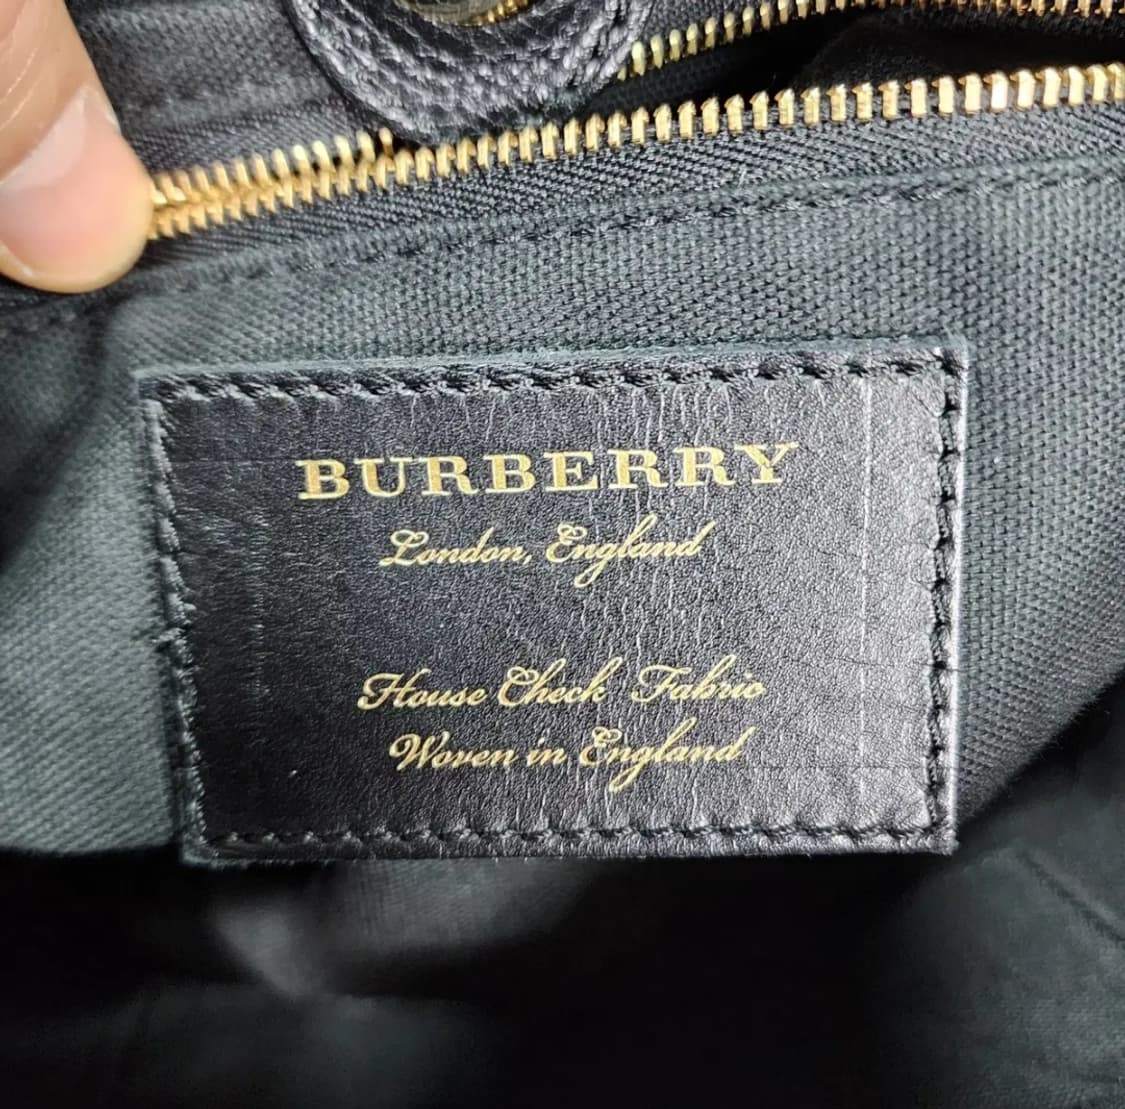 BURBERRY
London, England
House Check Fabric
Woven in England